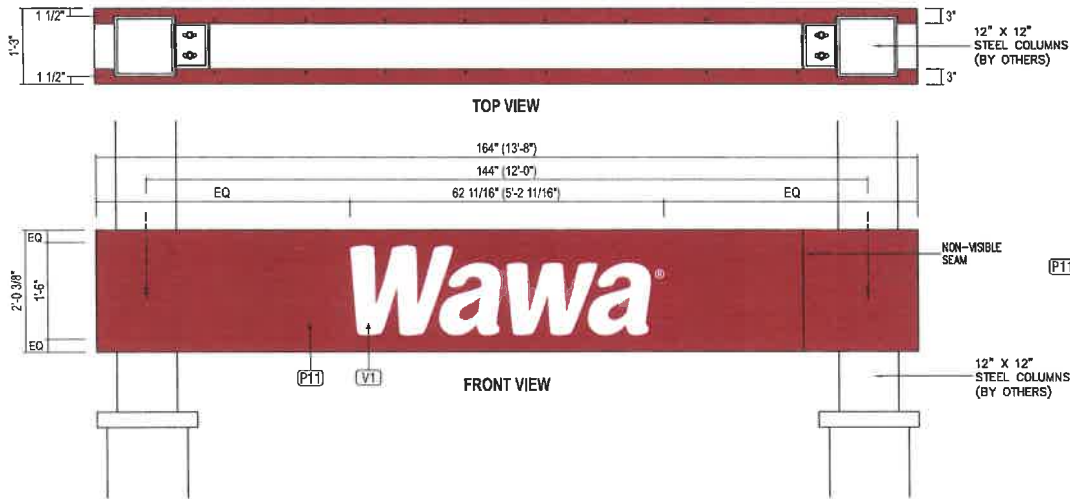 1 1/2"
3"
1'-3"
12" X 12"
STEEL COLUMNS
(BY OTHERS)
1 1/2"
3"
TOP VIEW
164" (13'-8")
144" (12'-0")
EQ
62 11/16" (5'-2 11/16")
EQ
EQ
2'-0 3/8"
1'-6"
EQ
Wawa®
NON-VISIBLE
SEAM
P11
P11
V1
FRONT VIEW
12" X 12"
STEEL COLUMNS
(BY OTHERS)